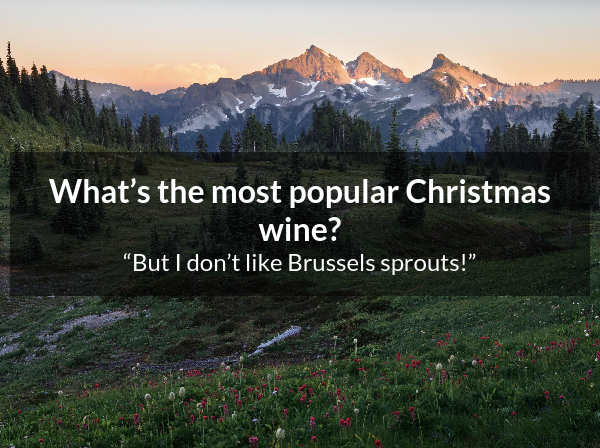 What’s the most popular Christmas
wine?
“But I don’t like Brussels sprouts!”